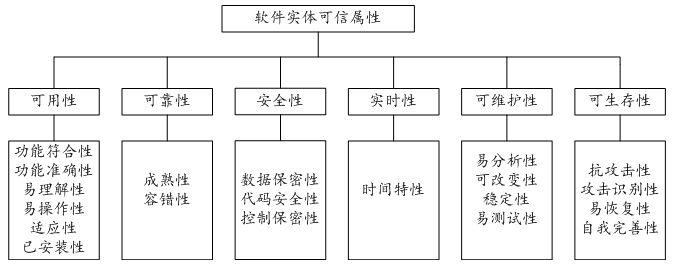 软件实体可信属性
可用性
可靠性
安全性
实时性
可维护性
可生存性
功能符合性
功能准确性
易理解性
易操作性
适应性
已安装性
成熟性
容错性
数据保密性
代码安全性
控制保密性
时间特性
易分析性
可改变性
稳定性
易测试性
抗攻击性
攻击识别性
易恢复性
自我完善性